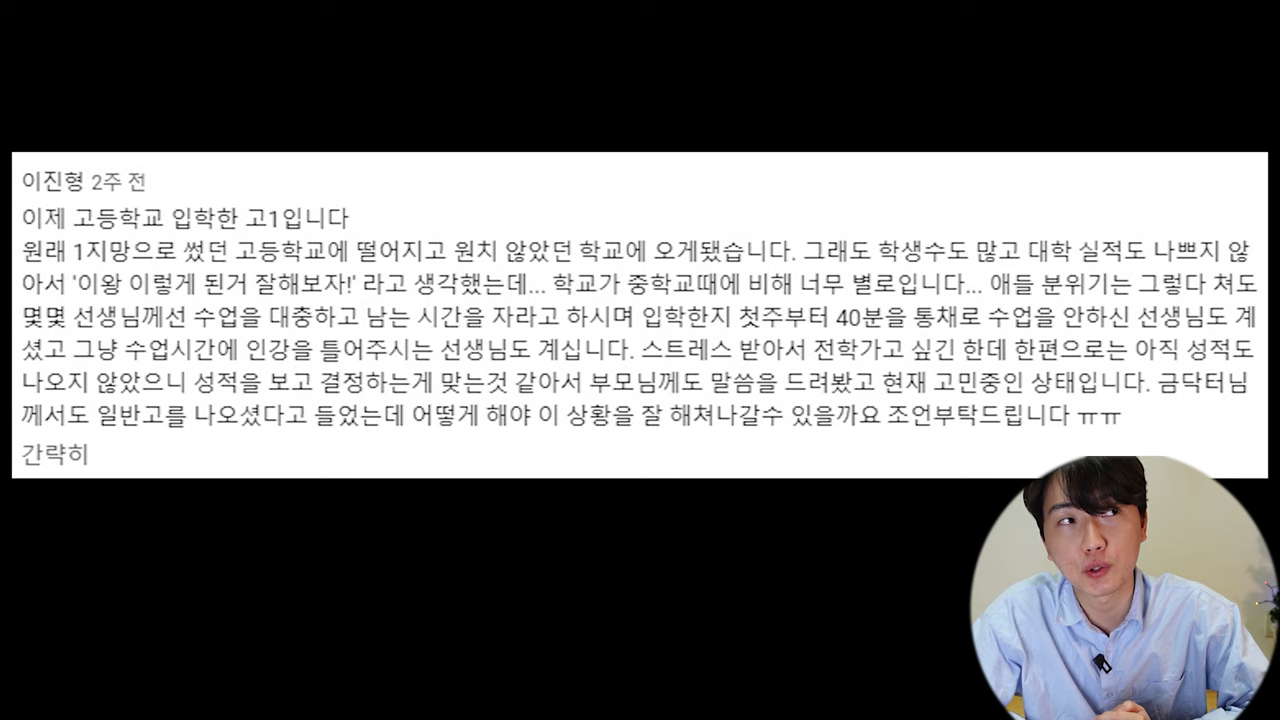 이진형 2주 전
이제 고등학교 입학한 고1입니다
원래 1지망으로 썼던 고등학교에 떨어지고 원치 않았던 학교에 오게됐습니다. 그래도 학생수도 많고 대학 실적도 나쁘지 않
아서 '이왕 이렇게 된거 잘해보자!' 라고 생각했는데... 학교가 중학교때에 비해 너무 별로입니다... 애들 분위기는 그렇다 쳐도
몇몇 선생님께선 수업을 대충하고 남는 시간을 자라고 하시며 입학한지 첫주부터 40분을 통채로 수업을 안하신 선생님도 계
셨고 그냥 수업시간에 인강을 틀어주시는 선생님도 계십니다. 스트레스 받아서 전학가고 싶긴 한데 한편으로는 아직 성적도
나오지 않았으니 성적을 보고 결정하는게 맞는것 같아서 부모님께도 말씀을 드려봤고 현재 고민중인 상태입니다. 금닥터님
께서도 일반고를 나오셨다고 들었는데 어떻게 해야 이 상황을 잘 해쳐나갈수 있을까요 조언부탁드립니다 ㅠㅠ
간략히